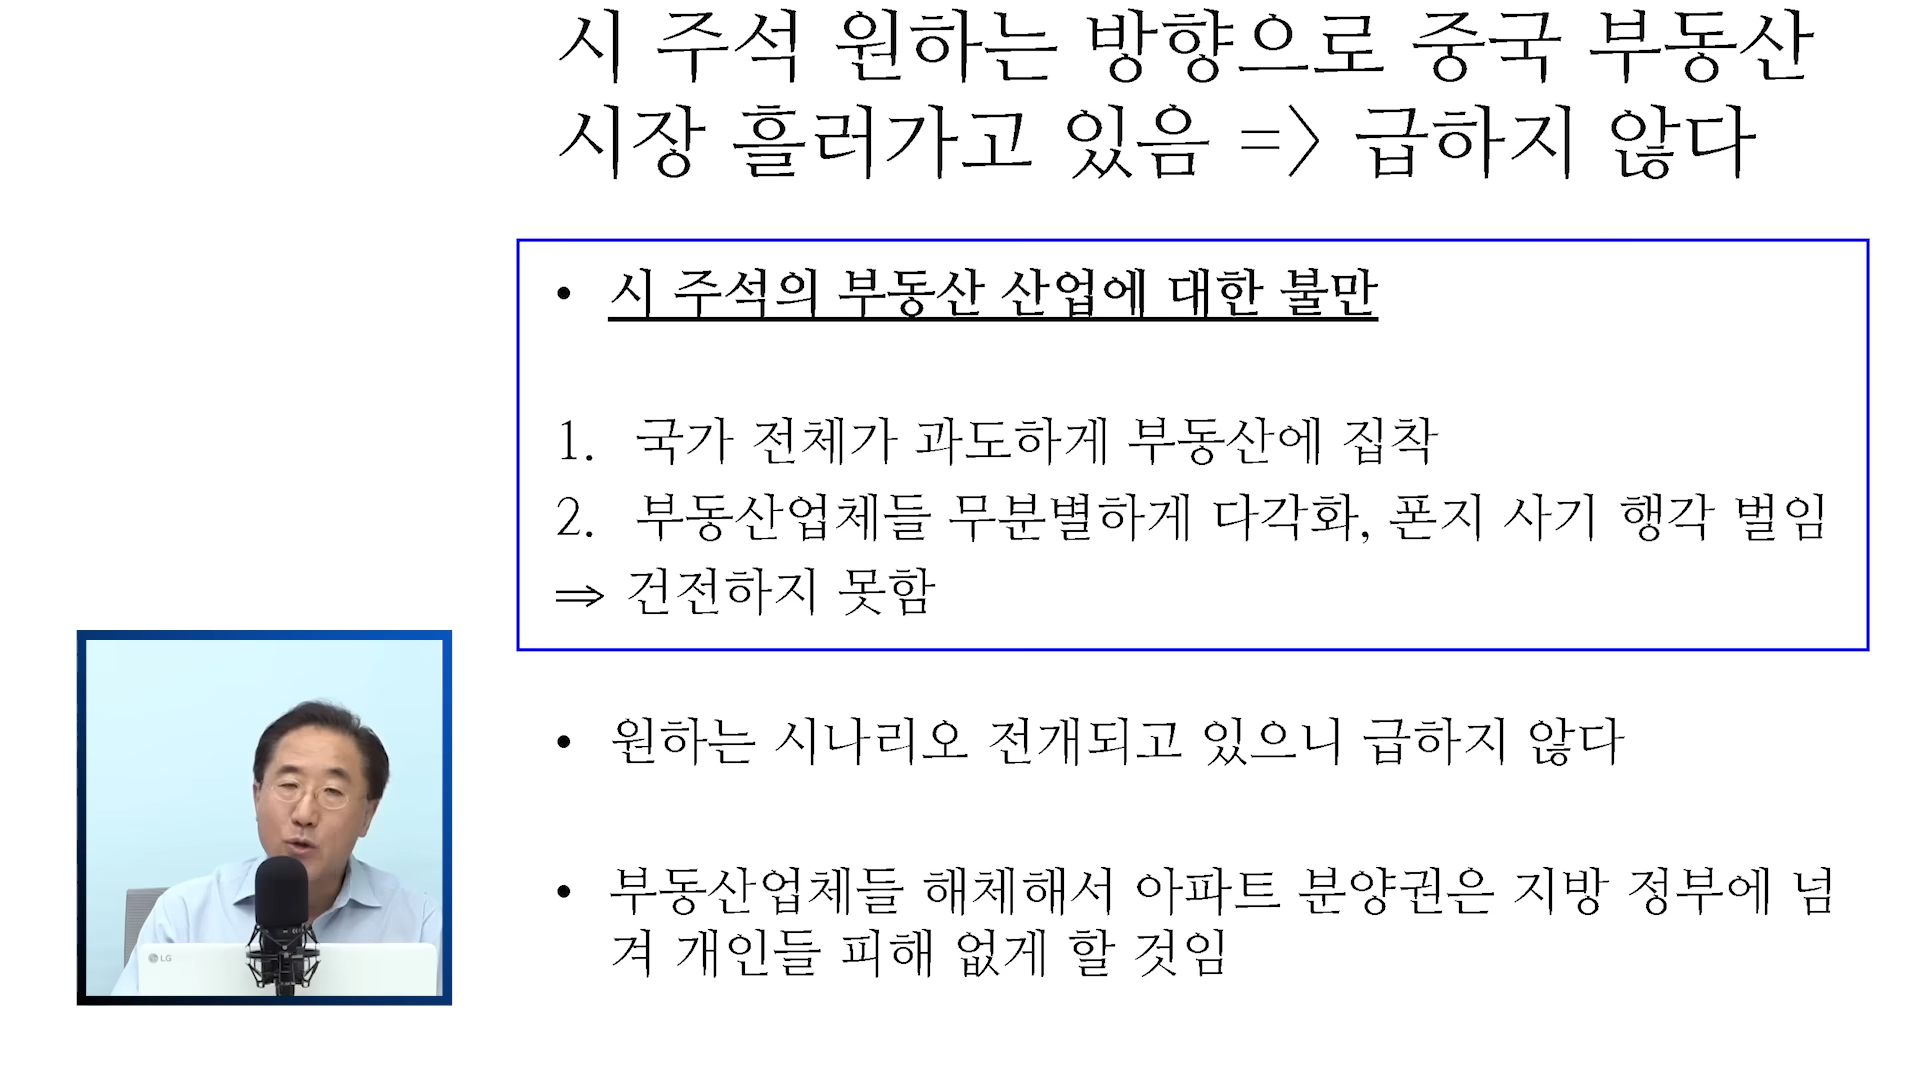 시 주석 원하는 방향으로 중국 부동산
시장 흘러가고 있음 => 급하지 않다
• 시 주석의 부동산 산업에 대한 불만
1. 국가 전체가 과도하게 부동산에 집착
2. 부동산업체들 무분별하게 다각화, 폰지 사기 행각 벌임
⇒ 건전하지 못함
• 원하는 시나리오 전개되고 있으니 급하지 않다
• 부동산업체들 해체해서 아파트 분양권은 지방 정부에 넘
겨 개인들 피해 없게 할 것임
LG